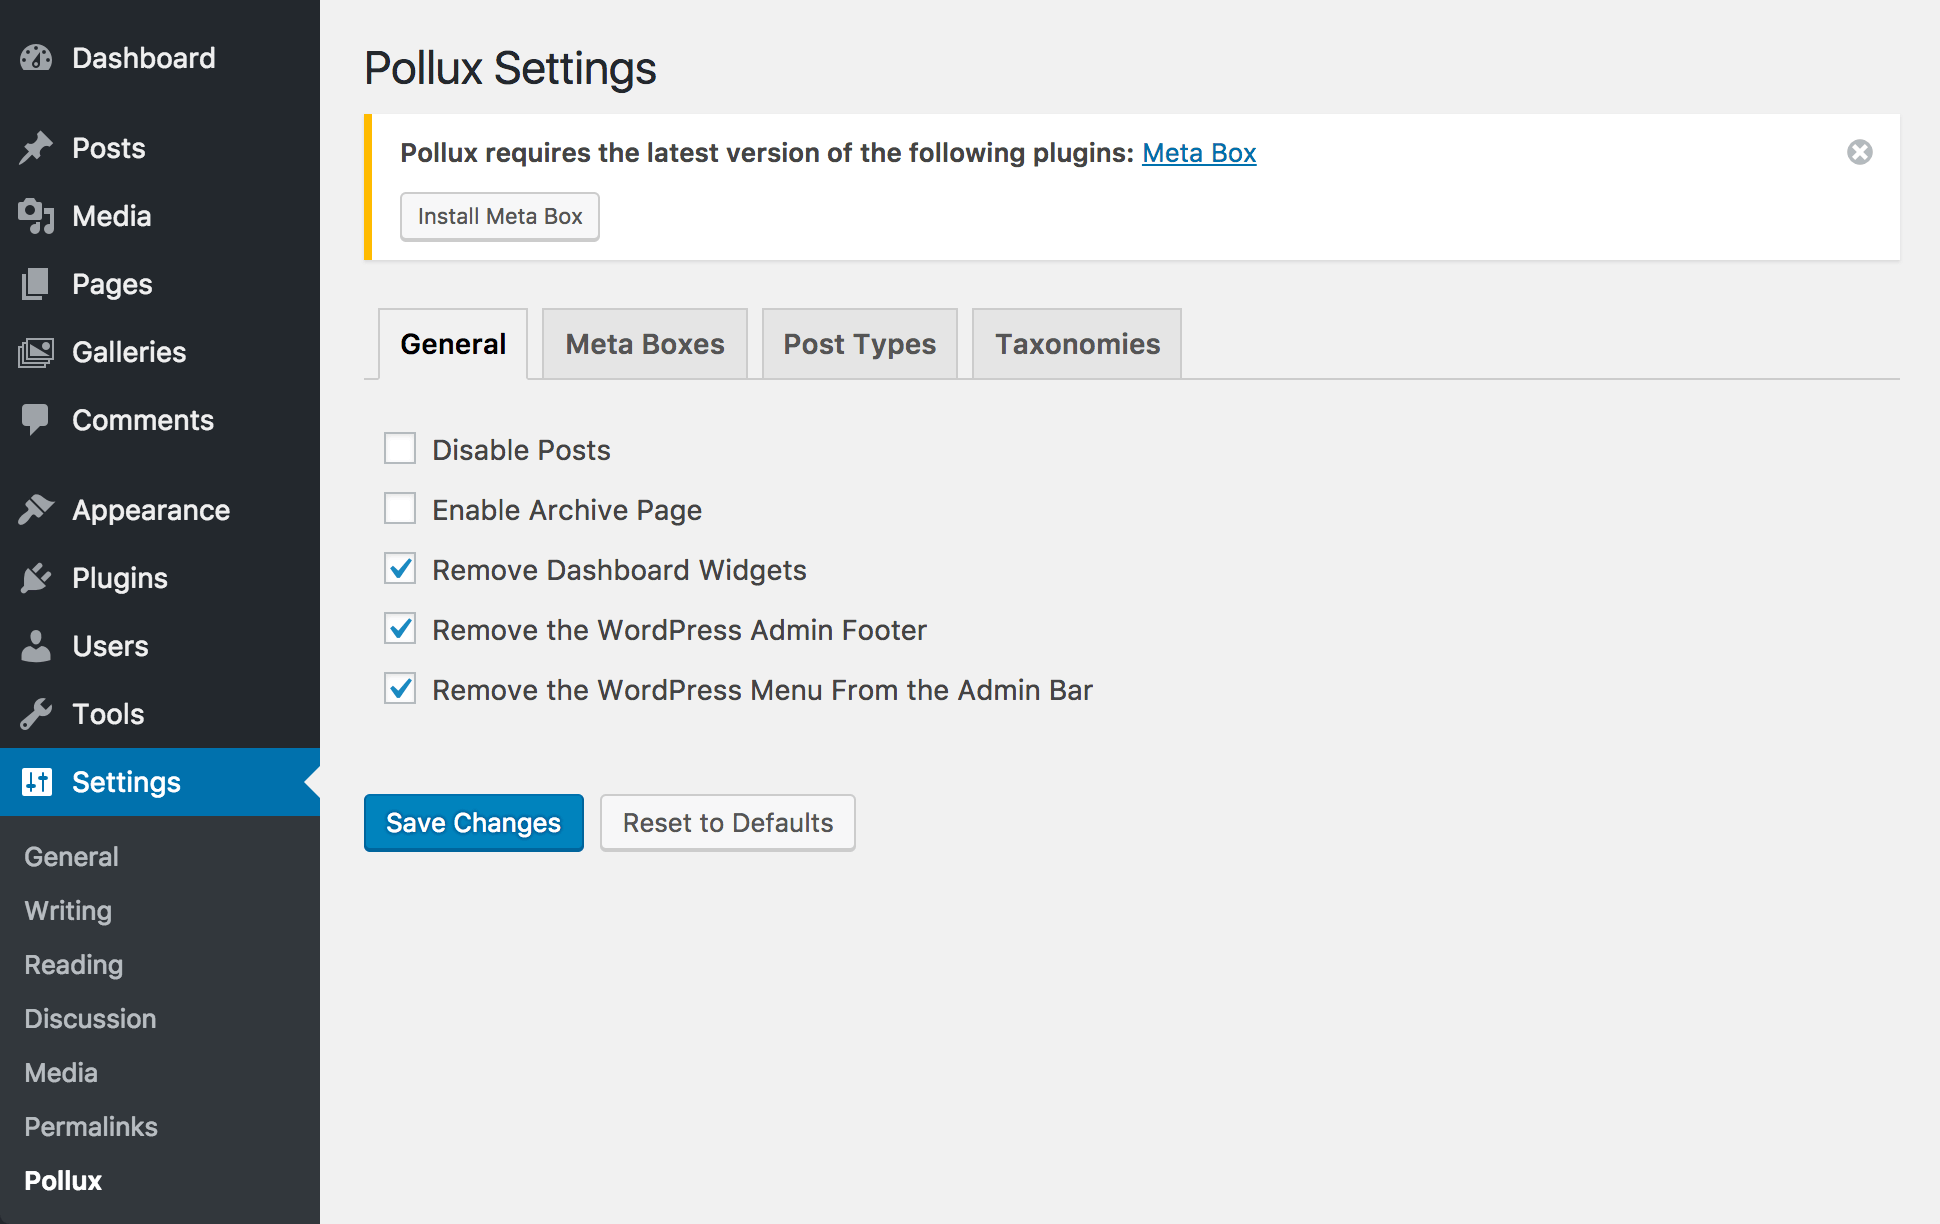 Dashboard
Posts
Media
Pages
Galleries
Comments
Appearance
Plugins
Users
Tools
Settings
General
Writing
Reading
Discussion
Media
Permalinks
Pollux
Pollux Settings
Pollux requires the latest version of the following plugins: Meta Box
Install Meta Box
General Meta Boxes Post Types Taxonomies
Disable Posts
Enable Archive Page
Remove Dashboard Widgets
Remove the WordPress Admin Footer
Remove the WordPress Menu From the Admin Bar
Save Changes Reset to Defaults